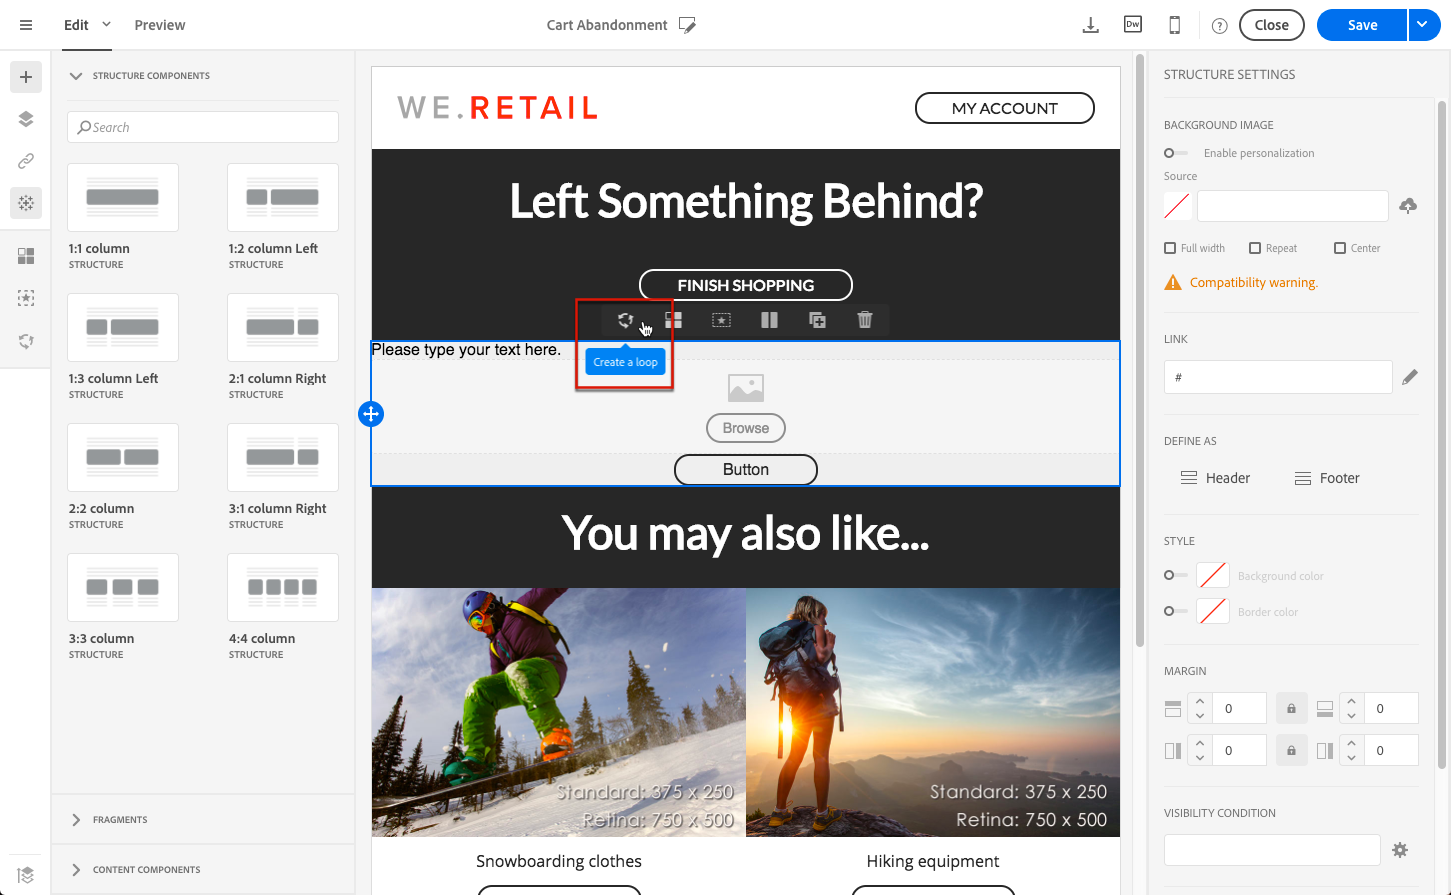 Edit
Preview
Cart Abandonment
Dw
?
Close
Save
STRUCTURE COMPONENTS
Search
1:1 column
STRUCTURE
1:2 column Left
STRUCTURE
1:3 column Left
STRUCTURE
2:1 column Right
STRUCTURE
2:2 column
STRUCTURE
3:1 column Right
STRUCTURE
3:3 column
STRUCTURE
4:4 column
STRUCTURE
FRAGMENTS
CONTENT COMPONENTS
WE.RETAIL
MY ACCOUNT
Left Something Behind?
FINISH SHOPPING
Please type your text here.
Create a loop
Browse
Button
You may also like...
Standard: 375 x 250
Retina: 750 x 500
Standard: 375 x 250
Retina: 750 x 500
Snowboarding clothes
Hiking equipment
STRUCTURE SETTINGS
BACKGROUND IMAGE
Enable personalization
Source
Full width
Repeat
Center
Compatibility warning.
LINK
#
DEFINE AS
Header
Footer
STYLE
Background color
Border color
MARGIN
0
0
0
0
VISIBILITY CONDITION